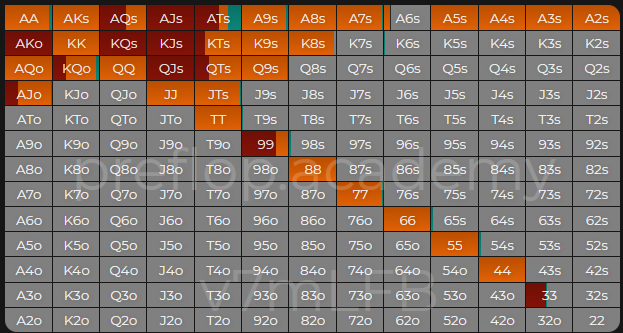 AA AKs AQs AJs ATs A9s A8s A7s A6s A5s A4s A3s A2s
AKo KK KQs KJs KTs K9s K8s K7s K6s K5s K4s K3s K2s
AQo KQo QQ QJs QTs Q9s Q8s Q7s Q6s Q5s Q4s Q3s Q2s
AJo KJo QJo JJ JTs J9s J8s J7s J6s J5s J4s J3s J2s
ATo KTo QTo JTo TT T9s T8s T7s T6s T5s T4s T3s T2s
A9o K9o Q9o J9o T9o 99 98s 97s 96s 95s 94s 93s 92s
A8o K8o Q8o J8o T8o 98o 88 87s 86s 85s 84s 83s 82s
preflop.academy
A7o K7o Q7o J7o T7o 97o 87o 77 76s 75s 74s 73s 72s
A6o K6o Q6o J6o T6o 96o 86o 76o 66 65s 64s 63s 62s
A5o K5o Q5o J5o T5o 95o 85o 75o 65o 55 54s 53s 52s
A4o K4o Q4o J4o T4o 94o 84o 74o 64o 54o 44 43s 42s
v7mLFB
A3o K3o Q3o J3o T3o 93o 83o 73o 63o 53o 43o 33 32s
A2o K2o Q2o J2o T2o 92o 82o 72o 62o 52o 42o 32o 22